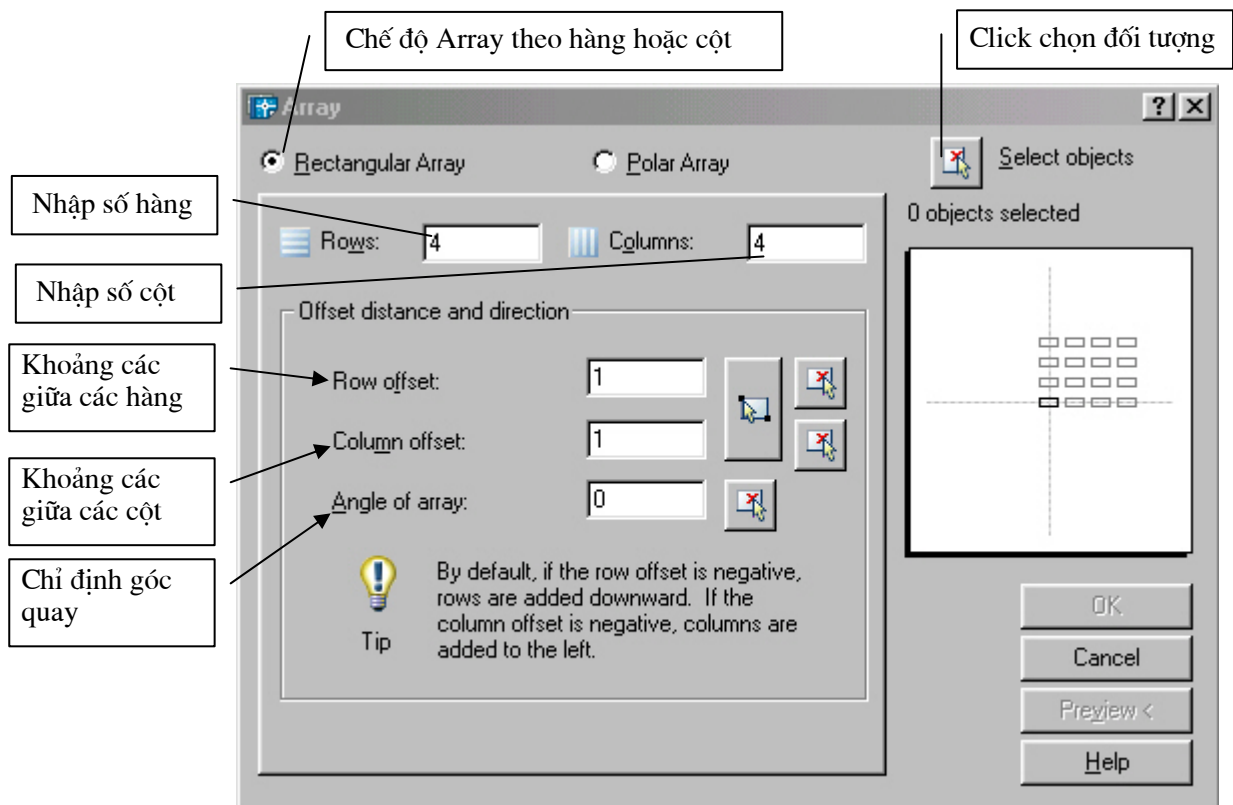 Chế độ Array theo hàng hoặc cột
Click chọn đối tượng
Array
Rectangular Array
Polar Array
Select objects
Nhập số hàng
0 objects selected
Rows:
4
Columns:
4
Nhập số cột
Offset distance and direction
Khoảng các
giữa các hàng
Row offset:
1
Column offset:
1
Khoảng các
giữa các cột
Angle of array:
0
Chỉ định góc
quay
Tip
By default, if the row offset is negative,
rows are added downward. If the
column offset is negative, columns are
added to the left.
OK
Cancel
Preview <
Help